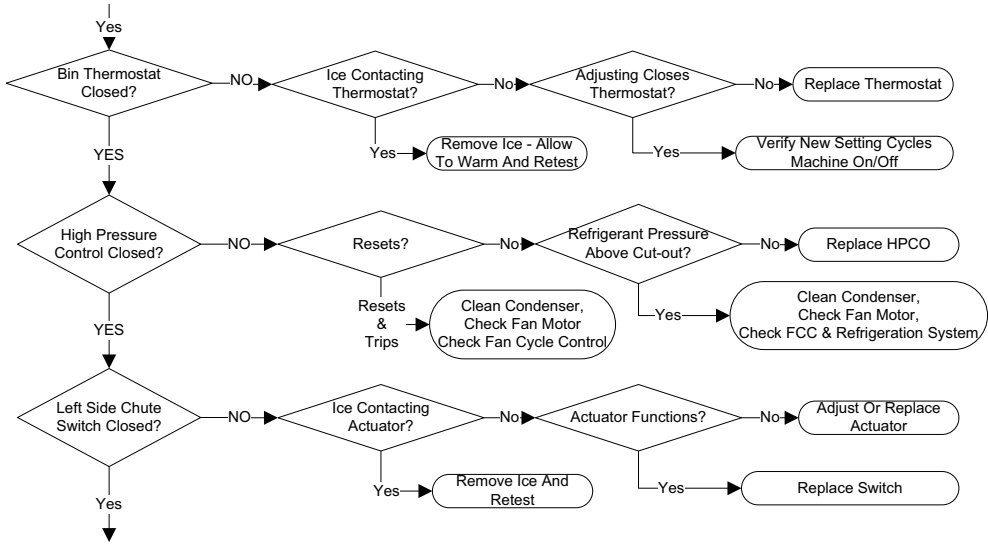 Yes
Bin Thermostat
Closed?
NO
Ice Contacting
Thermostat?
No
Adjusting Closes
Thermostat?
No
Replace Thermostat
Yes
Remove Ice - Allow
To Warm And Retest
Yes
Verify New Setting Cycles
Machine On/Off
YES
High Pressure
Control Closed?
NO
Resets?
No
Refrigerant Pressure
Above Cut-out?
No
Replace HPCO
Resets
&
Trips
Clean Condenser,
Check Fan Motor
Check Fan Cycle Control
Yes
Clean Condenser,
Check Fan Motor,
Check FCC & Refrigeration System
YES
Left Side Chute
Switch Closed?
NO
Ice Contacting
Actuator?
No
Actuator Functions?
No
Adjust Or Replace
Actuator
Yes
Remove Ice And
Retest
Yes
Replace Switch
Yes